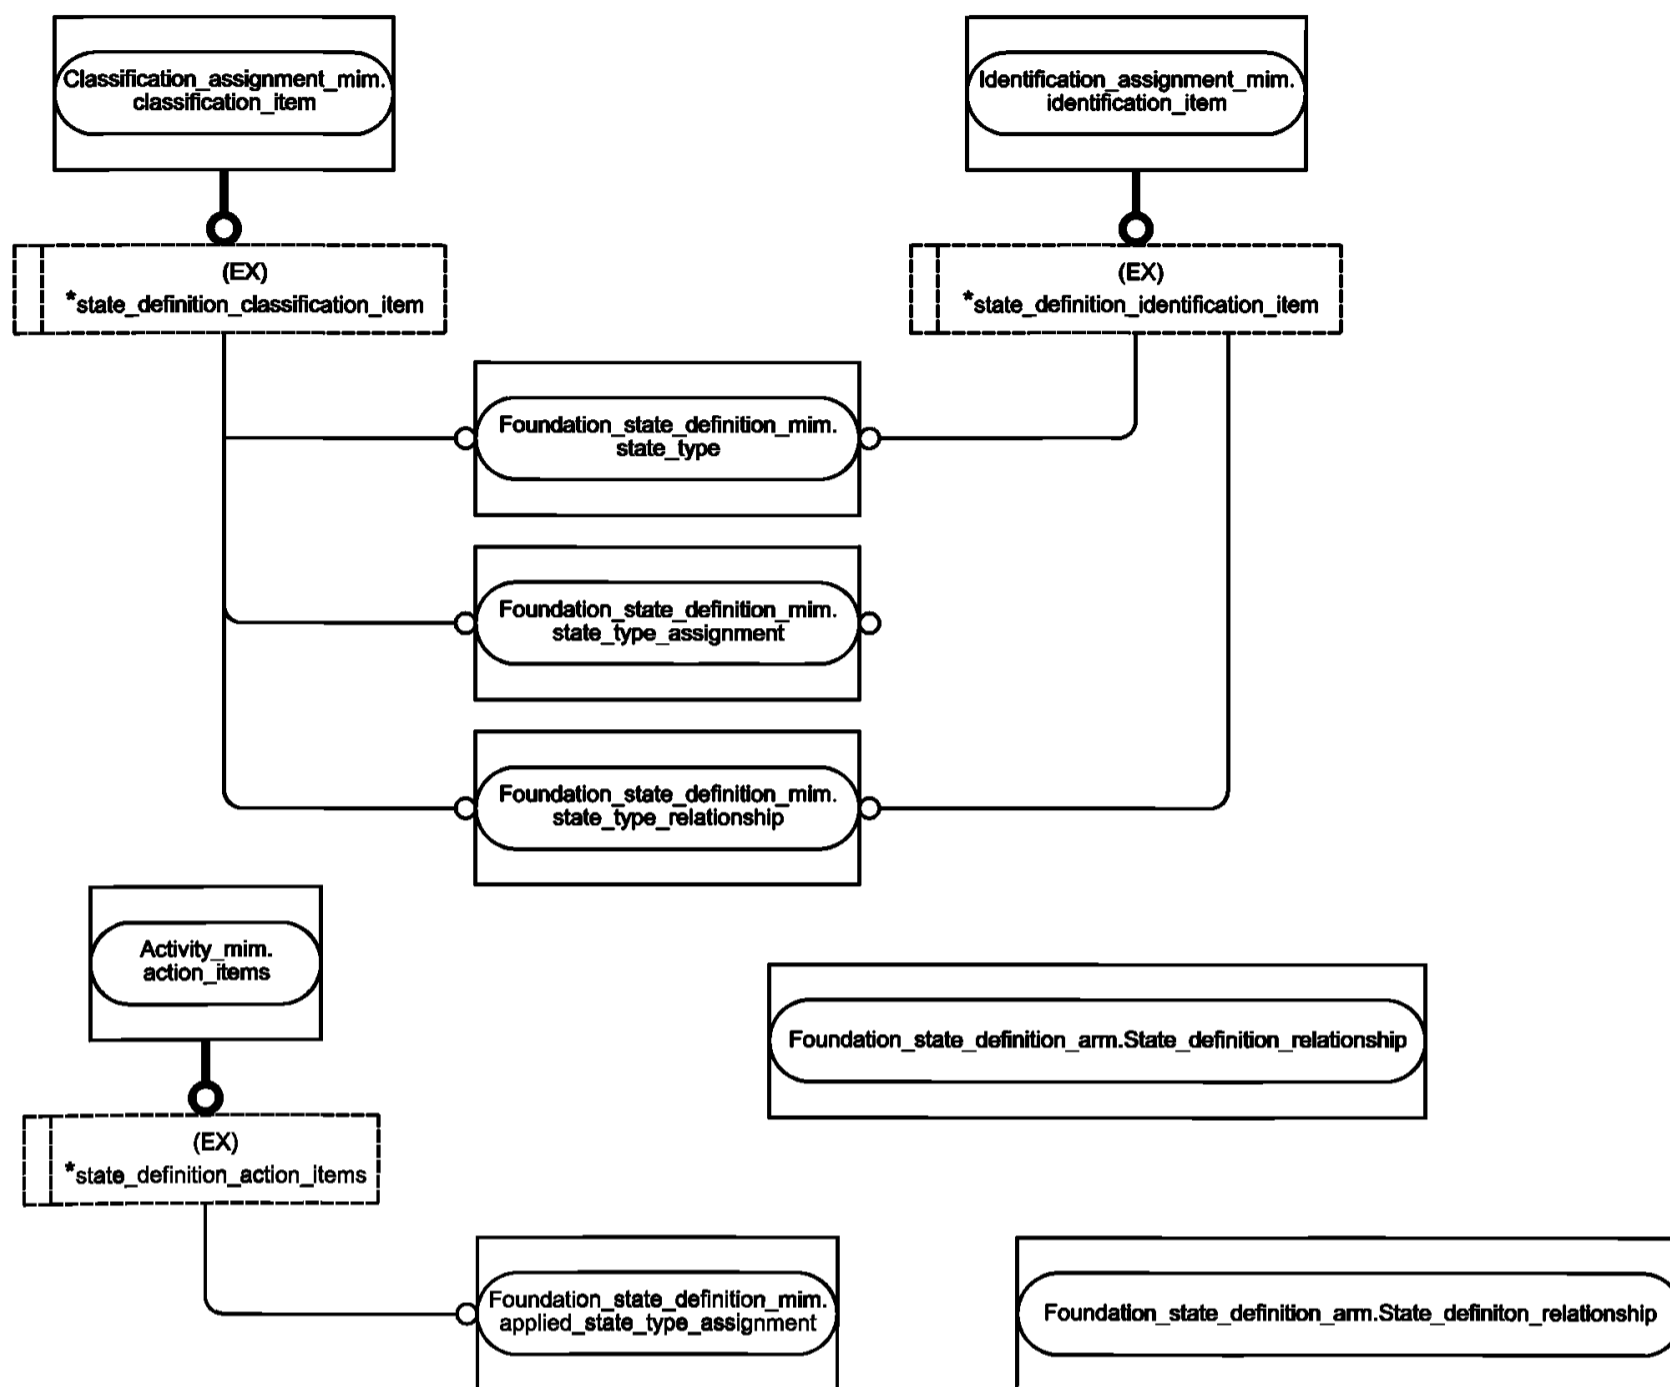 Classification_assignment_mim.
classification_item
Identification_assignment_mim.
identification_item
(EX)
*state_definition_classification_item
(EX)
*state_definition_identification_item
Foundation_state_definition_mim.
state_type
Foundation_state_definition_mim.
state_type_assignment
Foundation_state_definition_mim.
state_type_relationship
Activity_mim.
action_items
Foundation_state_definition_arm.State_definition_relationship
(EX)
*state_definition_action_items
Foundation_state_definition_mim.
applied_state_type_assignment
Foundation_state_definition_arm.State_definiton_relationship